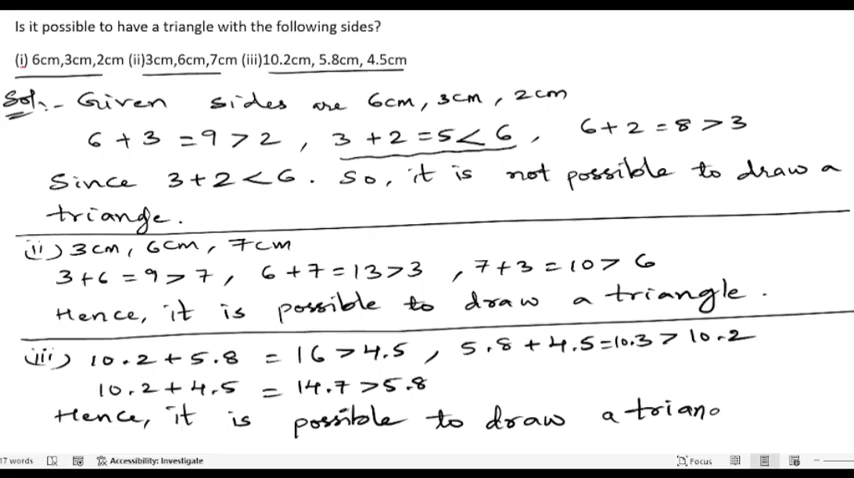 Is it possible to have a triangle with the following sides?
(i) 6cm,3cm,2cm (ii)3cm,6cm,7cm (iii)10.2cm, 5.8cm, 4.5cm
Sol:- Given sides are 6cm, 3cm, 2cm
6 + 3 = 9 > 2 , 3 + 2 = 5 < 6 , 6 + 2 = 8 > 3
Since 3 + 2 < 6 . So, it is not possible to draw a
triange.
(ii) 3cm, 6cm, 7cm
3 + 6 = 9 > 7 , 6 + 7 = 13 > 3 , 7 + 3 = 10 > 6
Hence, it is possible to draw a triangle .
(iii) 10.2 + 5.8 = 16 > 4.5 , 5.8 + 4.5 = 10.3 > 10.2
10.2 + 4.5 = 14.7 > 5.8
Hence, it is possible to draw a triang
17 words Accessibility: Investigate Focus